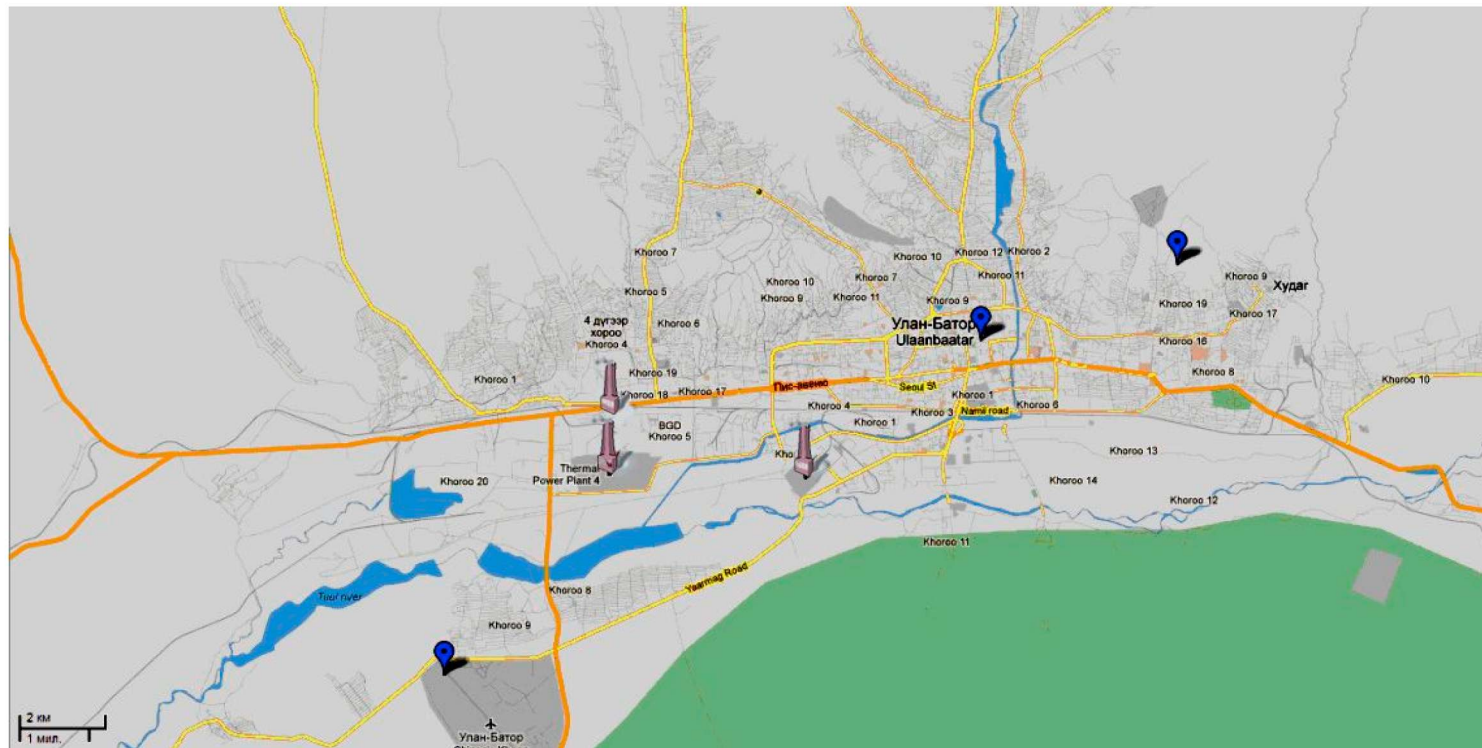 Khoroo 7
Khoroo 10
Khoroo 12
Khoroo 2
Khoroo 7
Khoroo 11
Khoroo 9
Худаг
Khoroo 5
Khoroo 10
Khoroo 9
Khoroo 11
Khoroo 9
Khoroo 19
Khoroo 17
4 дүгээр
хороо
Khoroo 4
Khoroo 6
Улан-Батор
Ulaanbaatar
Khoroo 16
Khoroo 1
Khoroo 19
Khoroo 18
Khoroo 17
Пис-авеню
Seoul St
Khoroo 8
Khoroo 10
Khoroo 4
Khoroo 1
Khoroo 3
Namii road
Khoroo 6
BGD
Khoroo 5
Khoroo 1
Khoroo 13
Thermal
Power Plant 4
Khoroo 20
Khoroo 14
Khoroo 12
Khoroo 11
Yaarmag Road
Khoroo 8
Tuul river
Khoroo 9
2 км
1 мил.
Улан-Батор